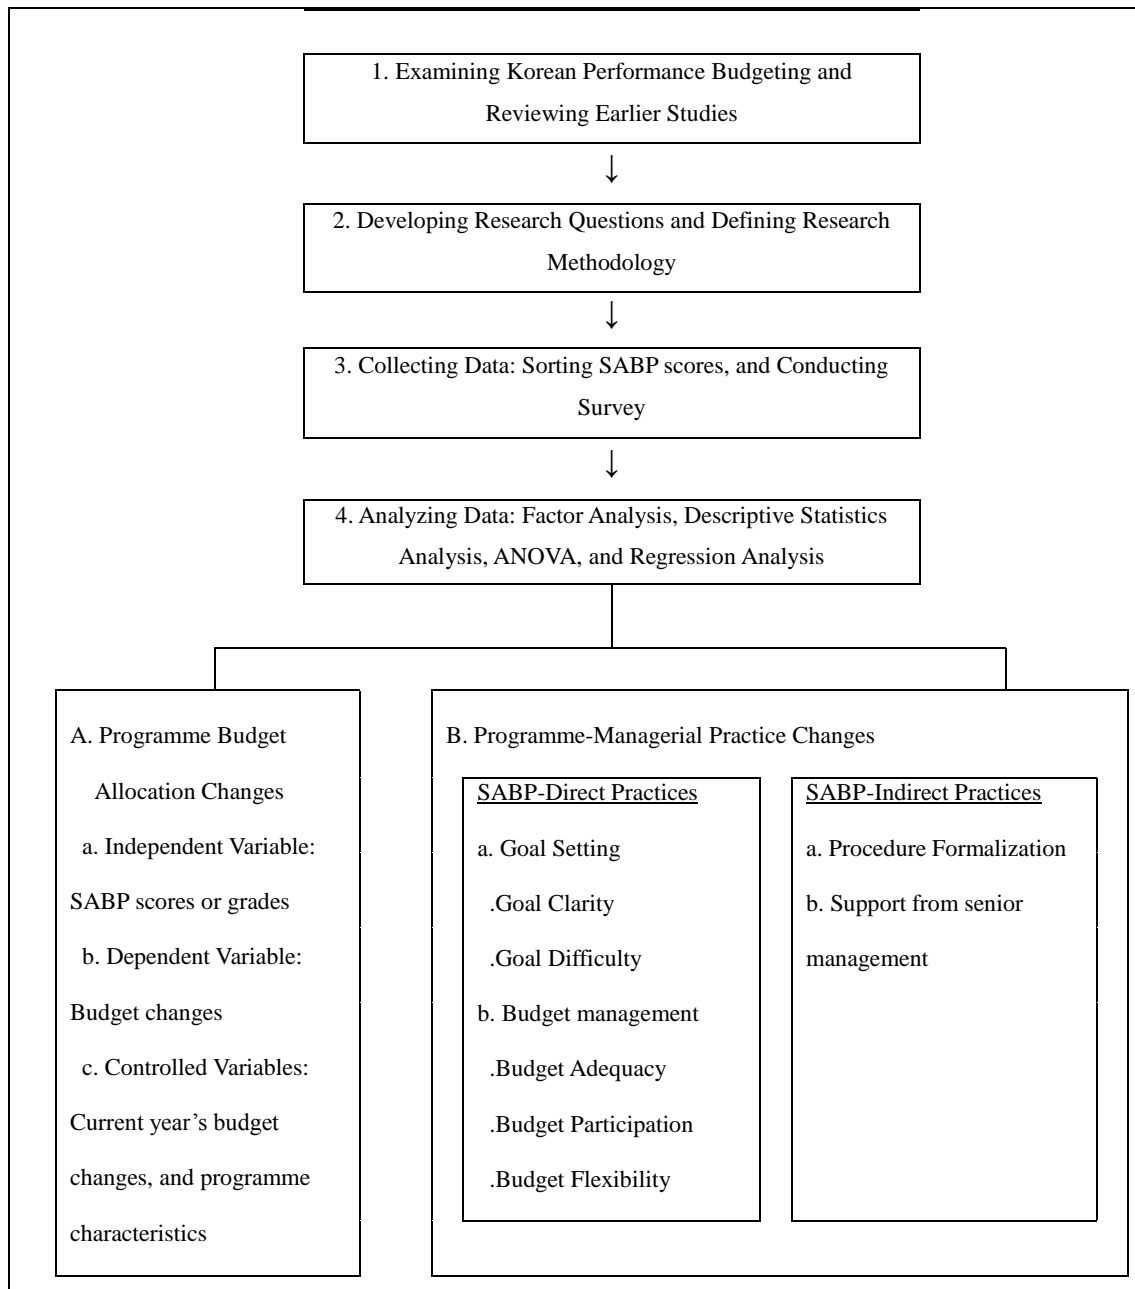 1. Examining Korean Performance Budgeting and
Reviewing Earlier Studies
↓
2. Developing Research Questions and Defining Research
Methodology
↓
3. Collecting Data: Sorting SABP scores, and Conducting
Survey
↓
4. Analyzing Data: Factor Analysis, Descriptive Statistics
Analysis, ANOVA, and Regression Analysis
A. Programme Budget
Allocation Changes
a. Independent Variable:
SABP scores or grades
b. Dependent Variable:
Budget changes
c. Controlled Variables:
Current year’s budget
changes, and programme
characteristics
B. Programme-Managerial Practice Changes
SABP-Direct Practices
a. Goal Setting
.Goal Clarity
.Goal Difficulty
b. Budget management
.Budget Adequacy
.Budget Participation
.Budget Flexibility
SABP-Indirect Practices
a. Procedure Formalization
b. Support from senior
management